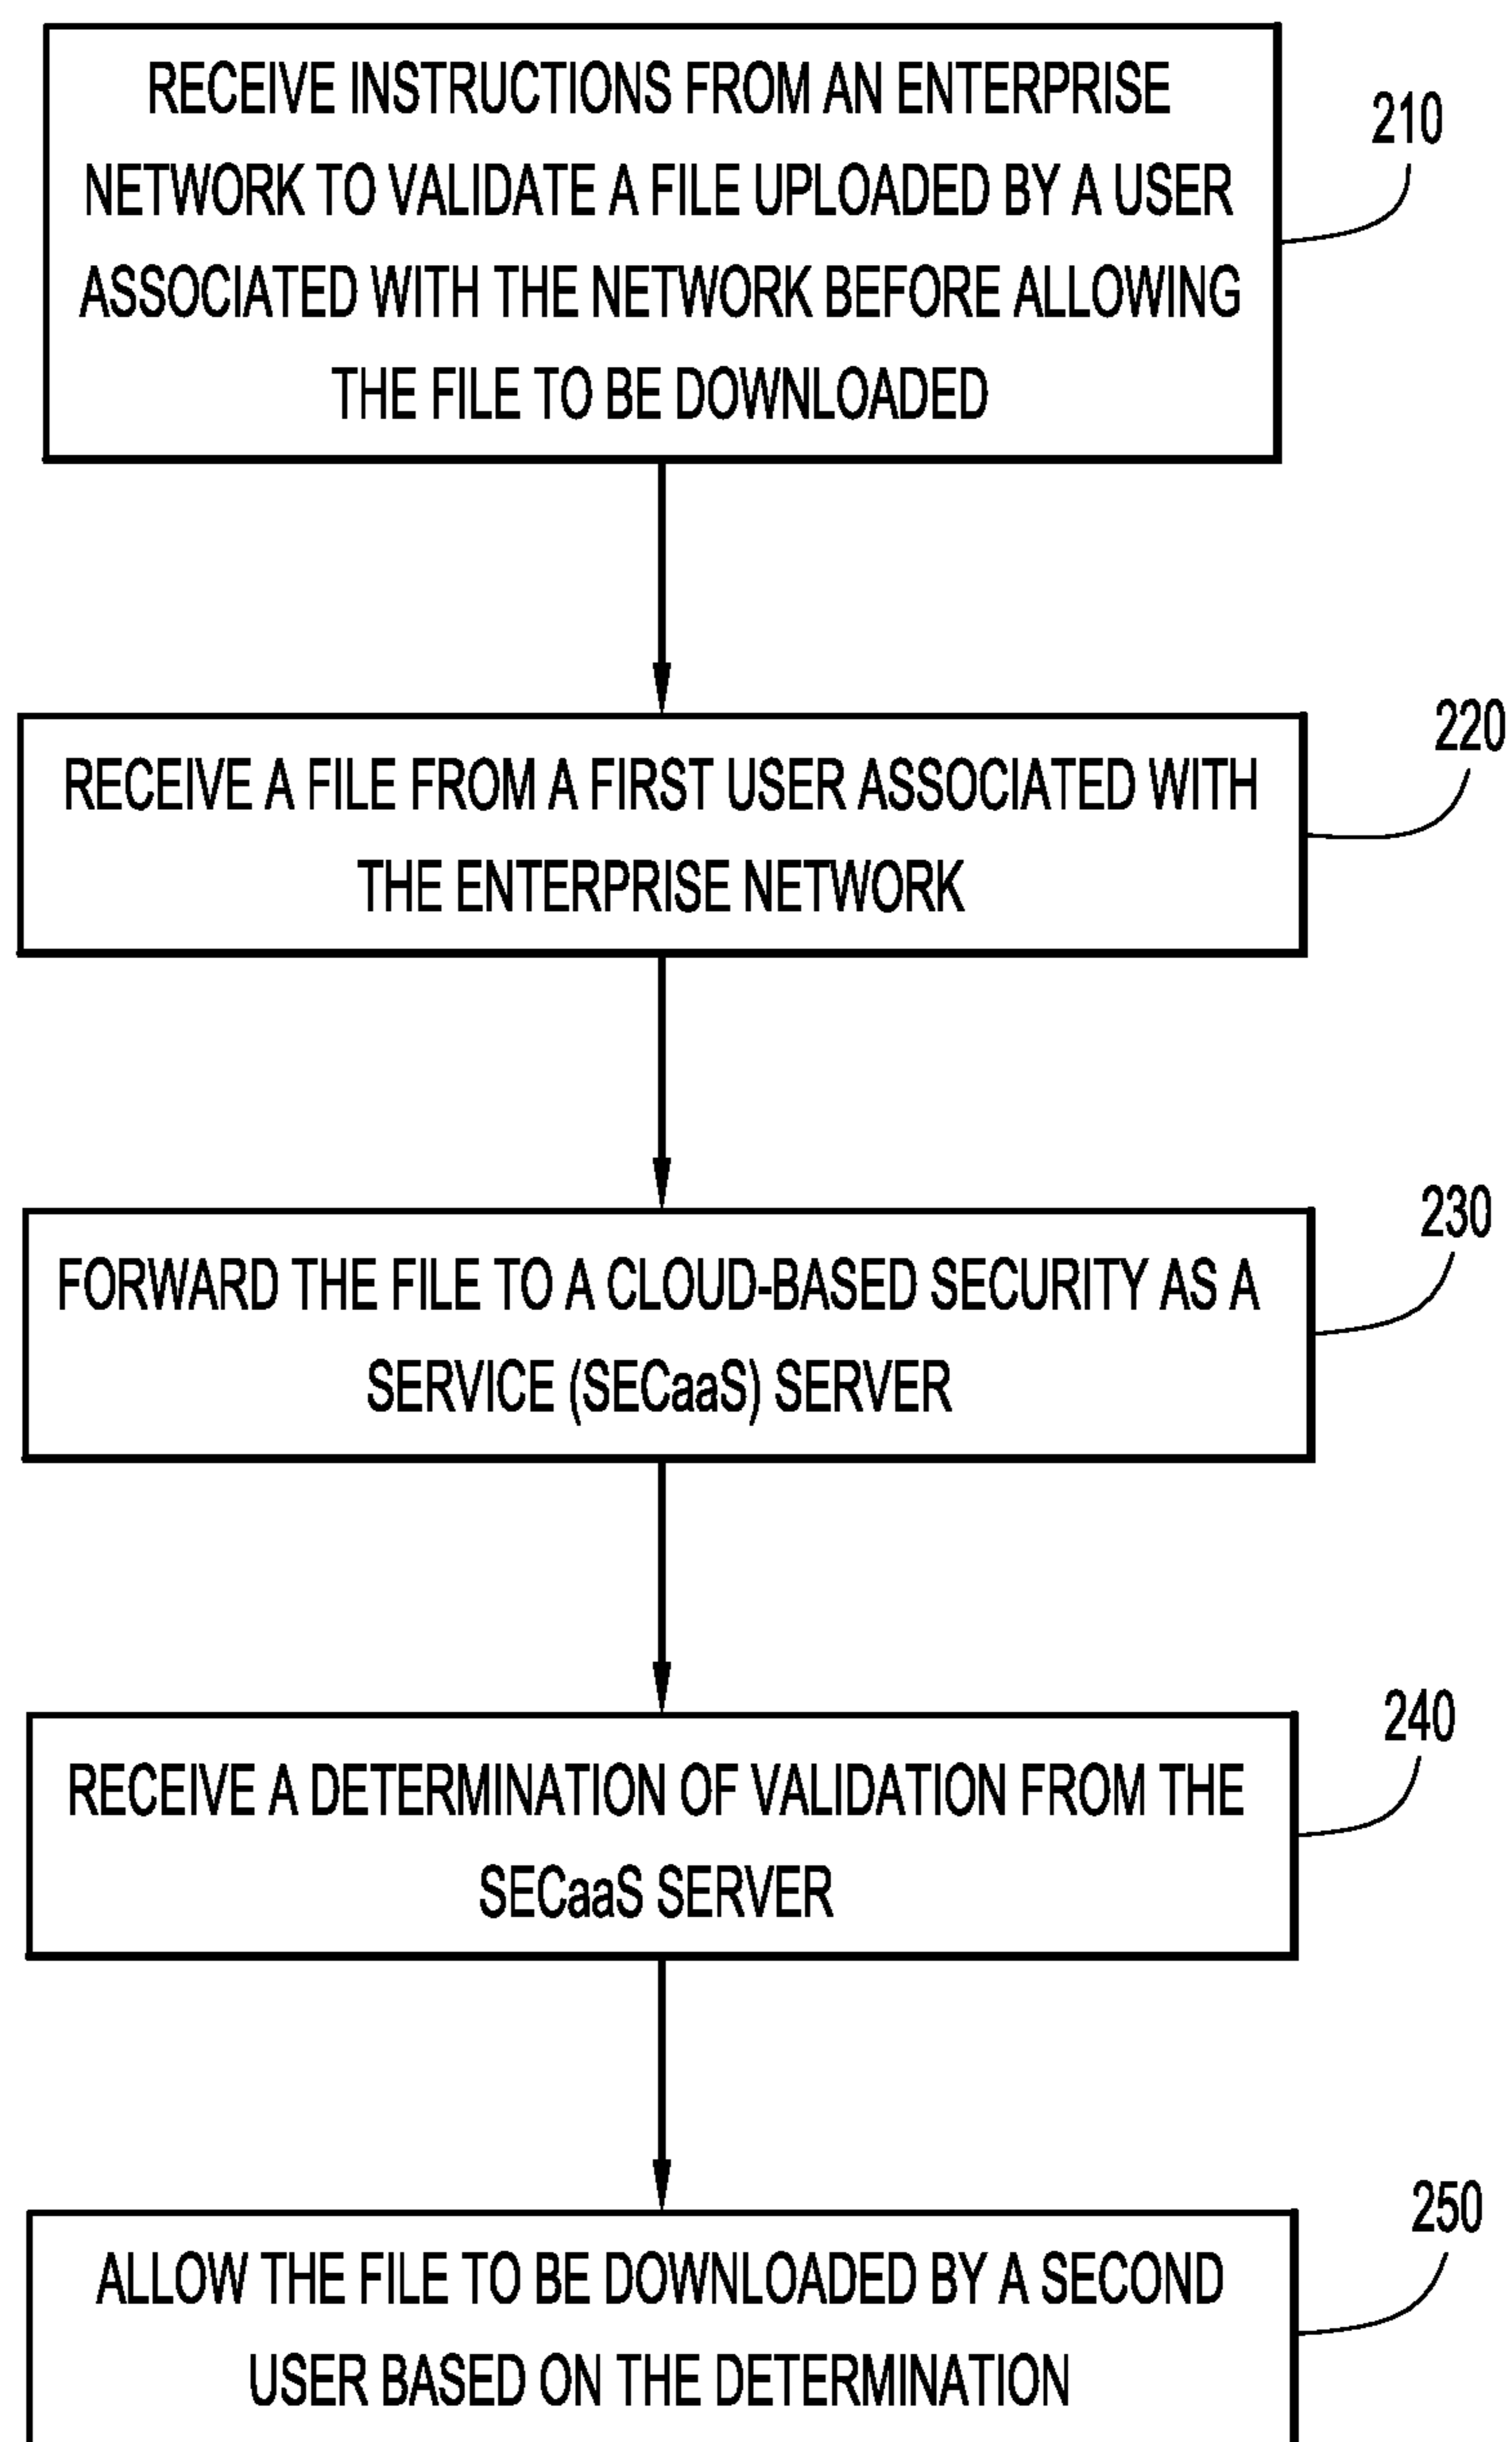 RECEIVE INSTRUCTIONS FROM AN ENTERPRISE
NETWORK TO VALIDATE A FILE UPLOADED BY A USER
ASSOCIATED WITH THE NETWORK BEFORE ALLOWING
THE FILE TO BE DOWNLOADED
210
RECEIVE A FILE FROM A FIRST USER ASSOCIATED WITH
THE ENTERPRISE NETWORK
220
FORWARD THE FILE TO A CLOUD-BASED SECURITY AS A
SERVICE (SECaaS) SERVER
230
RECEIVE A DETERMINATION OF VALIDATION FROM THE
SECaaS SERVER
240
ALLOW THE FILE TO BE DOWNLOADED BY A SECOND
USER BASED ON THE DETERMINATION
250